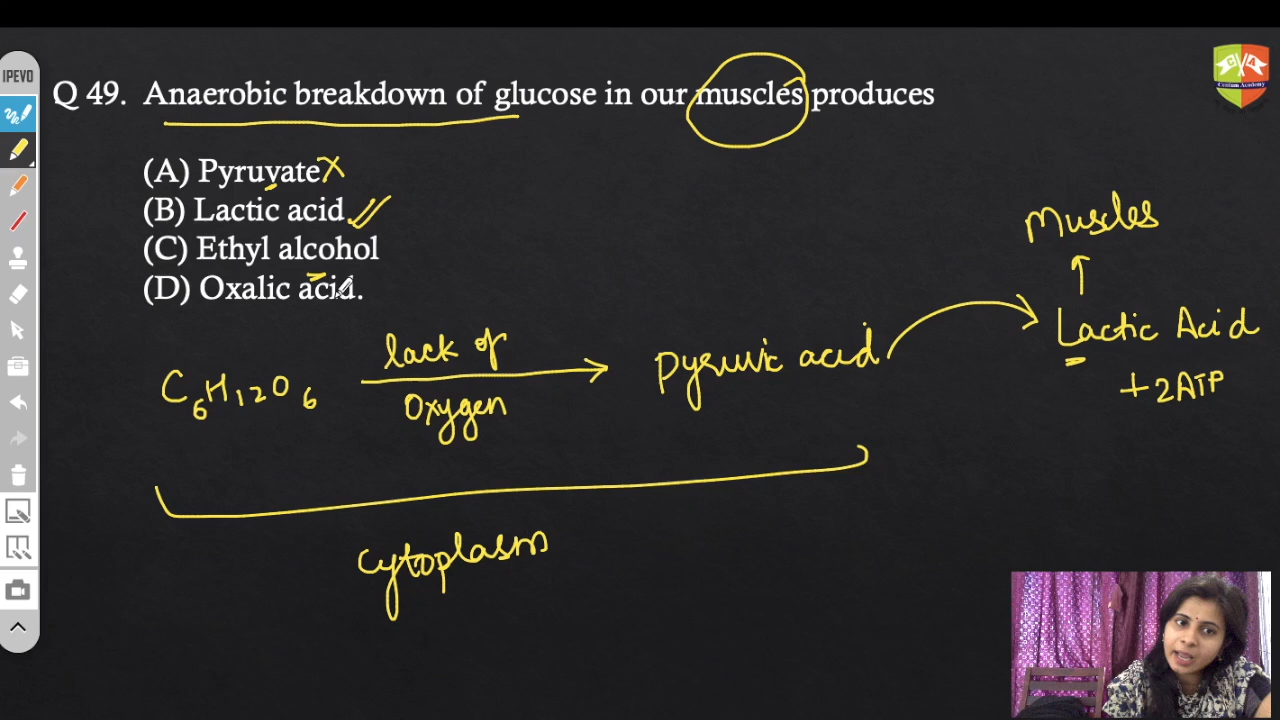 IPEVO
Q 49. Anaerobic breakdown of glucose in our muscles produces
(A) Pyruvate
(B) Lactic acid
(C) Ethyl alcohol
(D) Oxalic acid.
C6H12O6
lack of
Oxygen
Pyruvic acid
Muscles
Lactic Acid
+ 2ATP
Cytoplasm